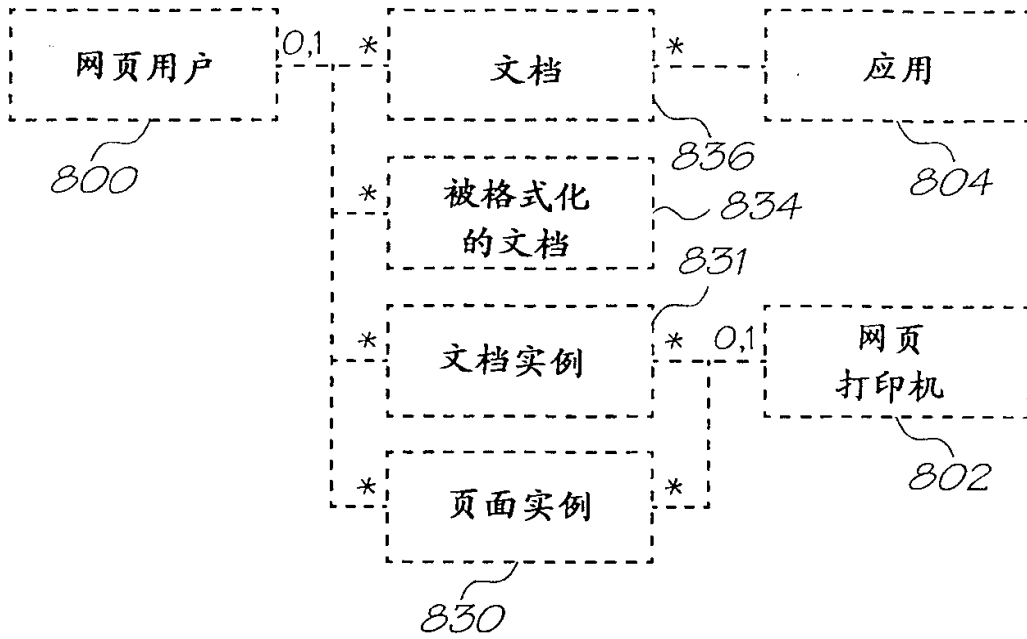 网页用户
0,1
*
文档
*
应用
800
836
804
*
被格式化
的文档
834
831
*
文档实例
*
0,1
网页
打印机
802
*
页面实例
*
830